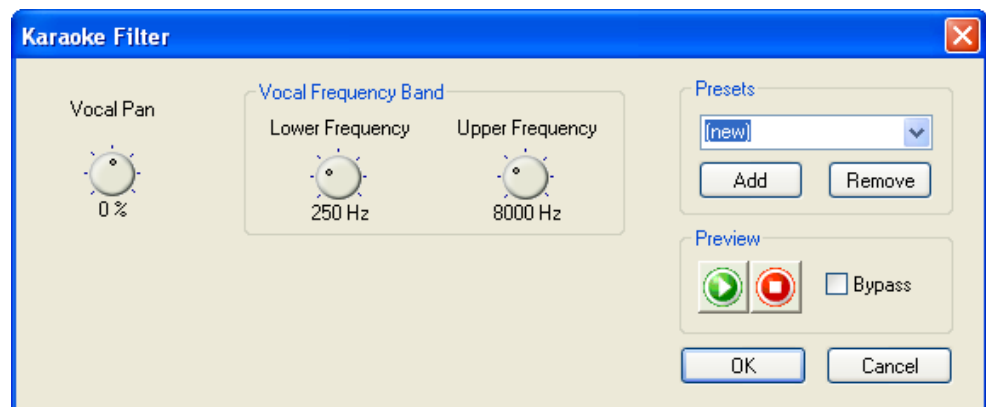 Karaoke Filter
Vocal Pan
0 %
Vocal Frequency Band
Lower Frequency Upper Frequency
250 Hz 8000 Hz
Presets
(new)
Add Remove
Preview
Bypass
OK Cancel